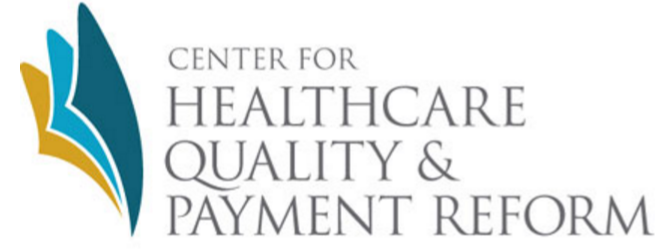 CENTER FOR
HEALTHCARE
QUALITY &
PAYMENT REFORM